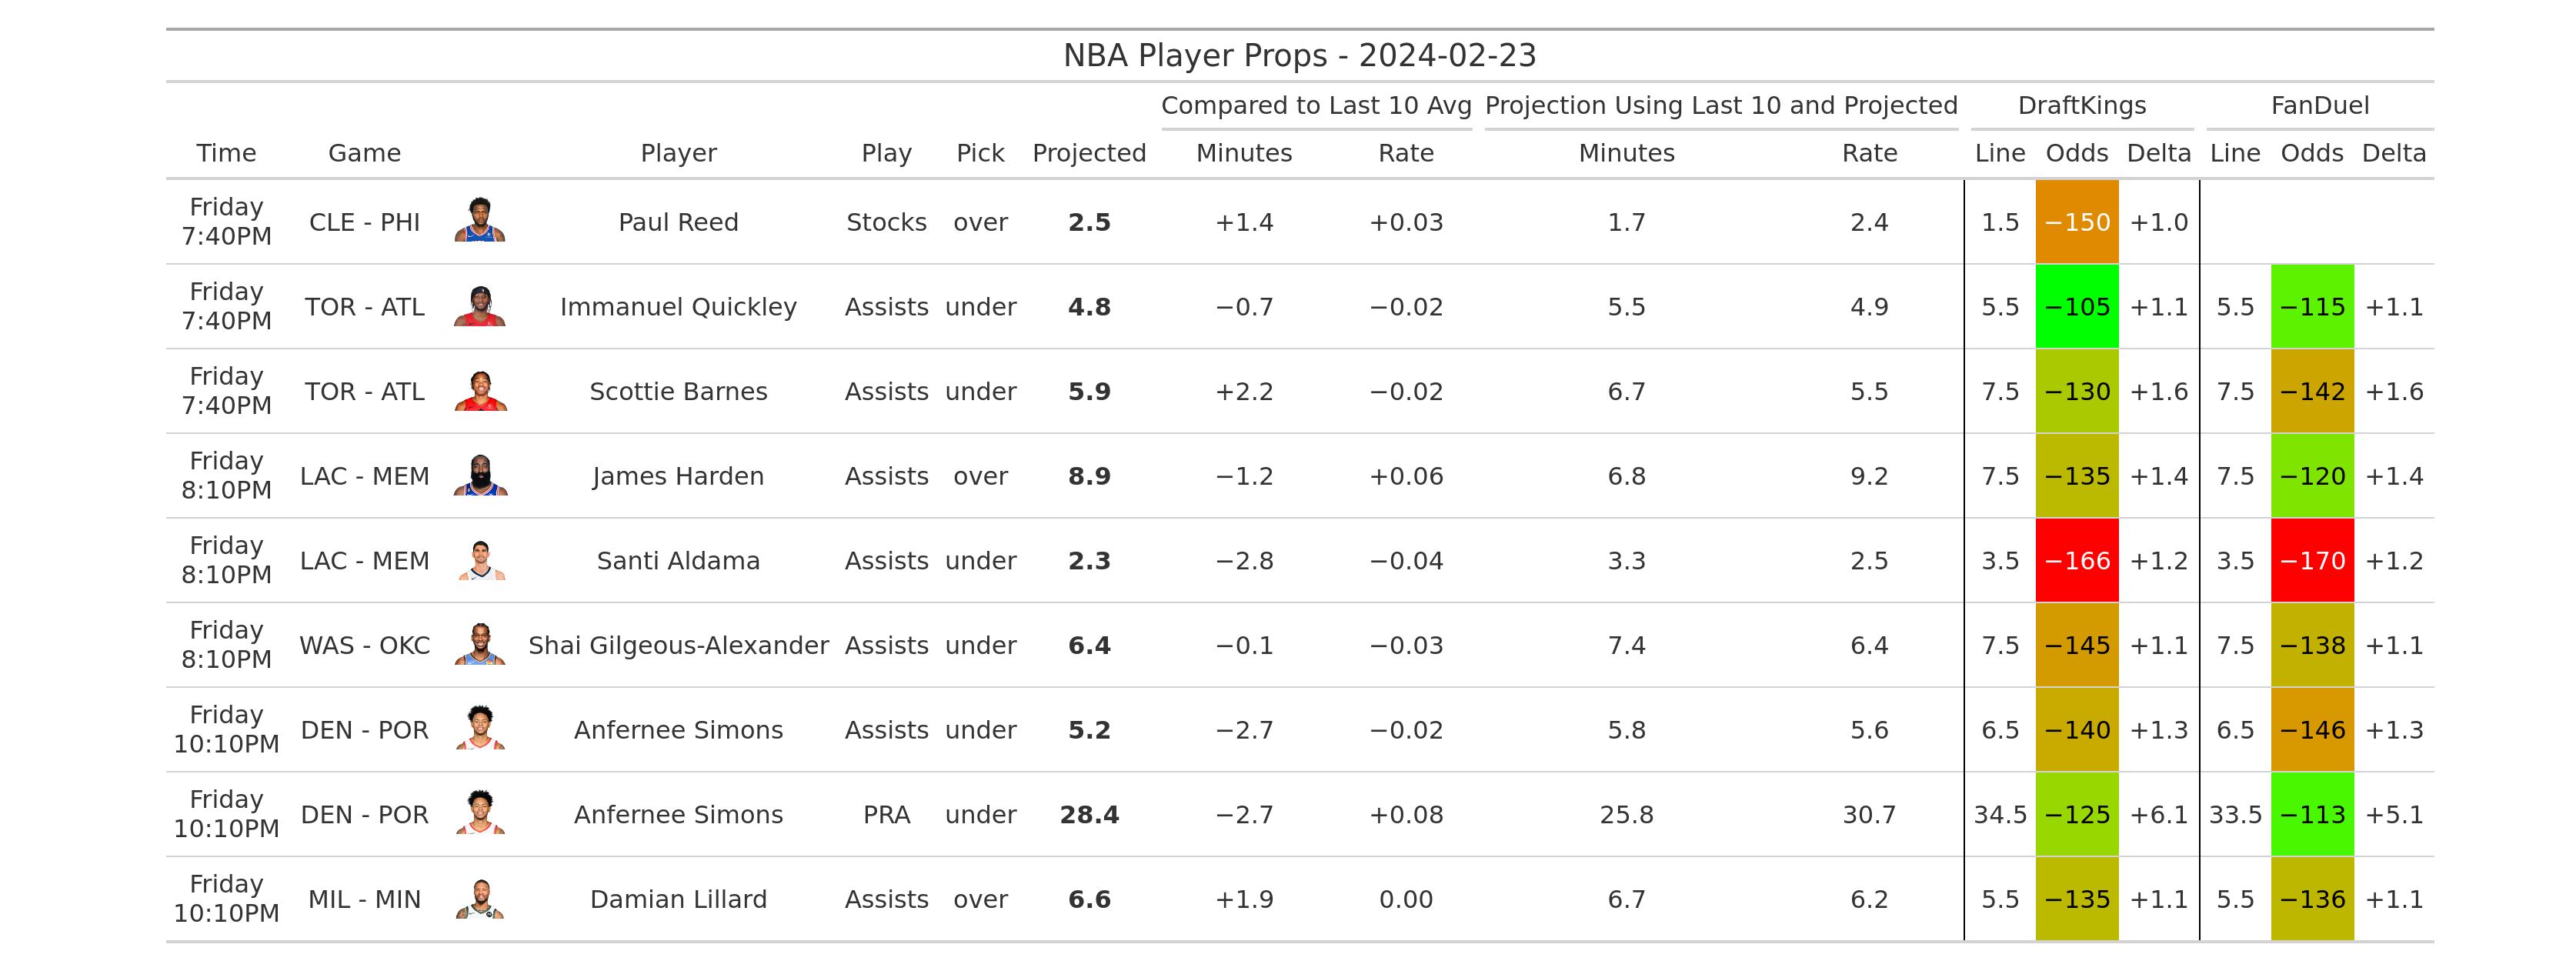 NBA Player Props - 2024-02-23
Compared to Last 10 Avg Projection Using Last 10 and Projected DraftKings FanDuel
Time Game Player Play Pick Projected Minutes Rate Minutes Rate Line Odds Delta Line Odds Delta
Friday
7:40PM CLE - PHI Paul Reed Stocks over 2.5 +1.4 +0.03 1.7 2.4 1.5 −150 +1.0
Friday
7:40PM TOR - ATL Immanuel Quickley Assists under 4.8 −0.7 −0.02 5.5 4.9 5.5 −105 +1.1 5.5 −115 +1.1
Friday
7:40PM TOR - ATL Scottie Barnes Assists under 5.9 +2.2 −0.02 6.7 5.5 7.5 −130 +1.6 7.5 −142 +1.6
Friday
8:10PM LAC - MEM James Harden Assists over 8.9 −1.2 +0.06 6.8 9.2 7.5 −135 +1.4 7.5 −120 +1.4
Friday
8:10PM LAC - MEM Santi Aldama Assists under 2.3 −2.8 −0.04 3.3 2.5 3.5 −166 +1.2 3.5 −170 +1.2
Friday
8:10PM WAS - OKC Shai Gilgeous-Alexander Assists under 6.4 −0.1 −0.03 7.4 6.4 7.5 −145 +1.1 7.5 −138 +1.1
Friday
10:10PM DEN - POR Anfernee Simons Assists under 5.2 −2.7 −0.02 5.8 5.6 6.5 −140 +1.3 6.5 −146 +1.3
Friday
10:10PM DEN - POR Anfernee Simons PRA under 28.4 −2.7 +0.08 25.8 30.7 34.5 −125 +6.1 33.5 −113 +5.1
Friday
10:10PM MIL - MIN Damian Lillard Assists over 6.6 +1.9 0.00 6.7 6.2 5.5 −135 +1.1 5.5 −136 +1.1